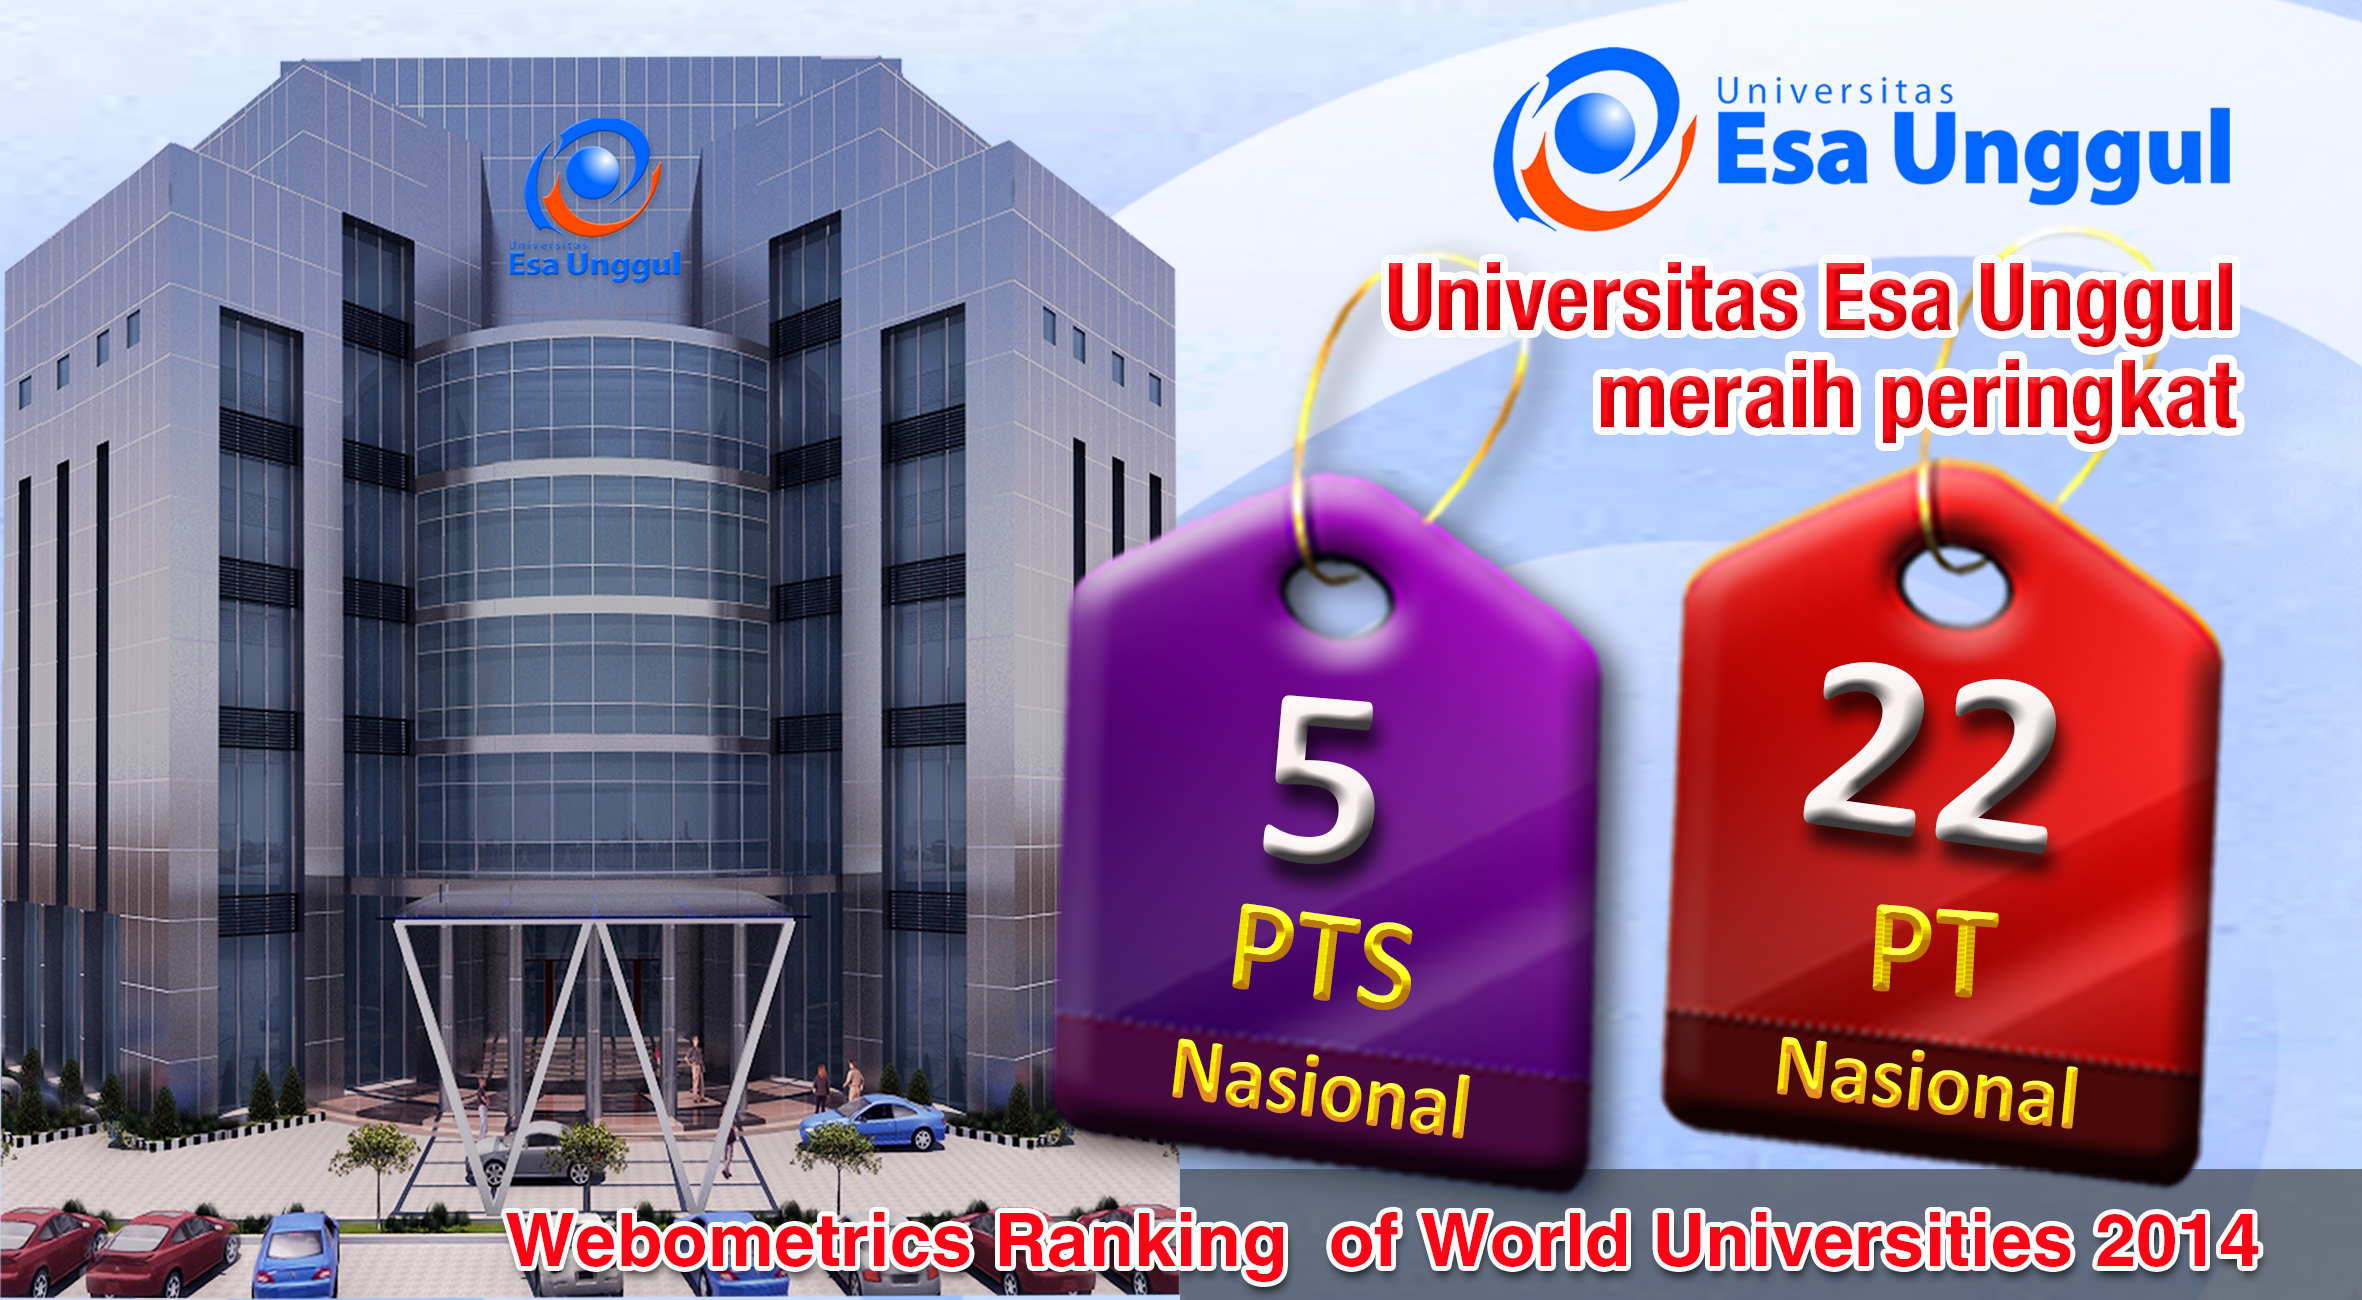 Universitas
Esa Unggul
Universitas
Esa Unggul
Universitas Esa Unggul
meraih peringkat
5
PTS
Nasional
22
PT
Nasional
Webometrics Ranking of World Universities 2014